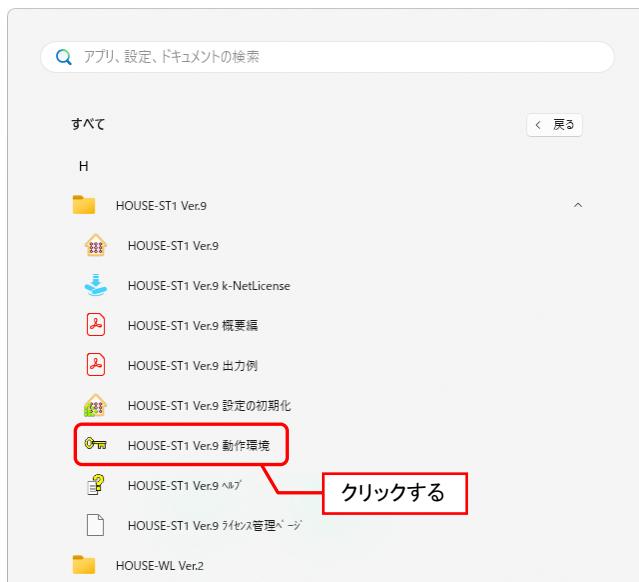 アプリ、設定、ドキュメントの検索
すべて
< 戻る
H
HOUSE-ST1 Ver.9
HOUSE-ST1 Ver.9
HOUSE-ST1 Ver.9 k-NetLicense
HOUSE-ST1 Ver.9 概要編
HOUSE-ST1 Ver.9 出力例
HOUSE-ST1 Ver.9 設定の初期化
HOUSE-ST1 Ver.9 動作環境
HOUSE-ST1 Ver.9 ﾍﾙﾌﾟ
クリックする
HOUSE-ST1 Ver.9 ﾗｲｾﾝｽ管理ﾍﾟｰｼﾞ
HOUSE-WL Ver.2